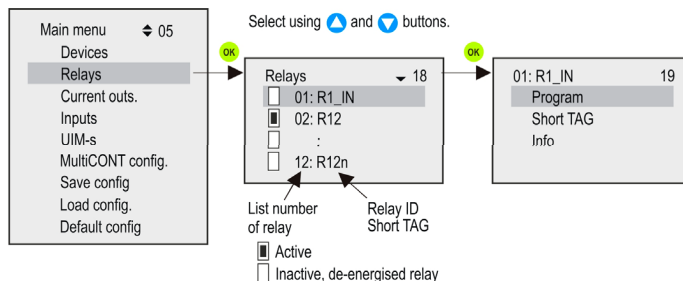 Select using and buttons.
Main menu 05
Devices
Relays
Current outs.
Inputs
UIM-s
MultiCONT config.
Save config
Load config.
Default config
OK
Relays 18
01: R1_IN
02: R12
:
12: R12n
List number
of relay
Relay ID
Short TAG
Active
Inactive, de-energised relay
OK
01: R1_IN 19
Program
Short TAG
Info